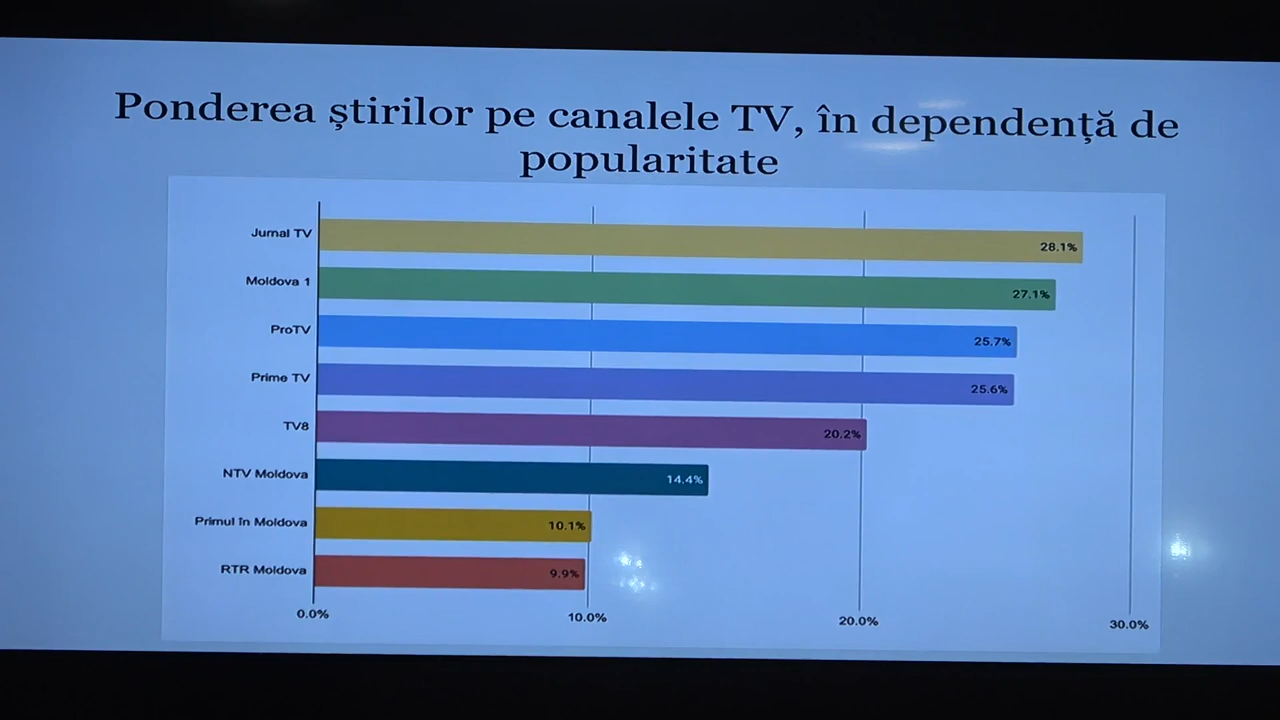 Ponderea știrilor pe canalele TV, în dependență de
popularitate
Jurnal TV 28.1%
Moldova 1 27.1%
ProTV 25.7%
Prime TV 25.6%
TV8 20.2%
NTV Moldova 14.4%
Primul în Moldova 10.1%
RTR Moldova 9.9%
0.0% 10.0% 20.0% 30.0%